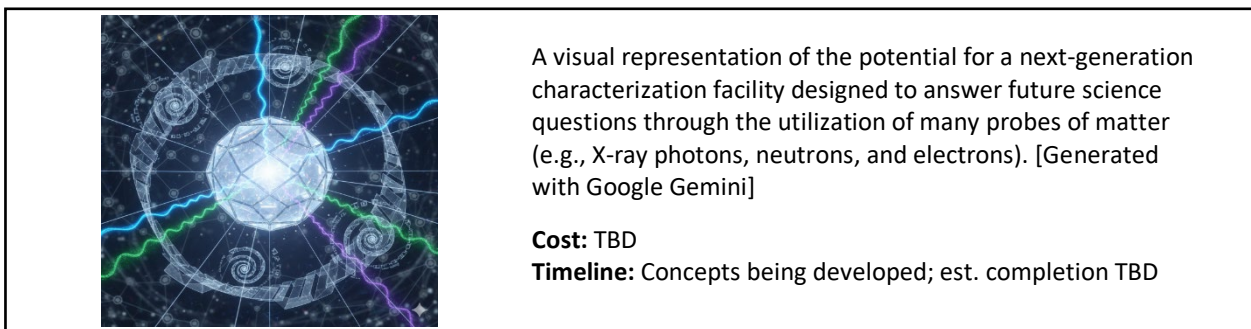 A visual representation of the potential for a next-generation
characterization facility designed to answer future science
questions through the utilization of many probes of matter
(e.g., X-ray photons, neutrons, and electrons). [Generated
with Google Gemini]
Cost: TBD
Timeline: Concepts being developed; est. completion TBD